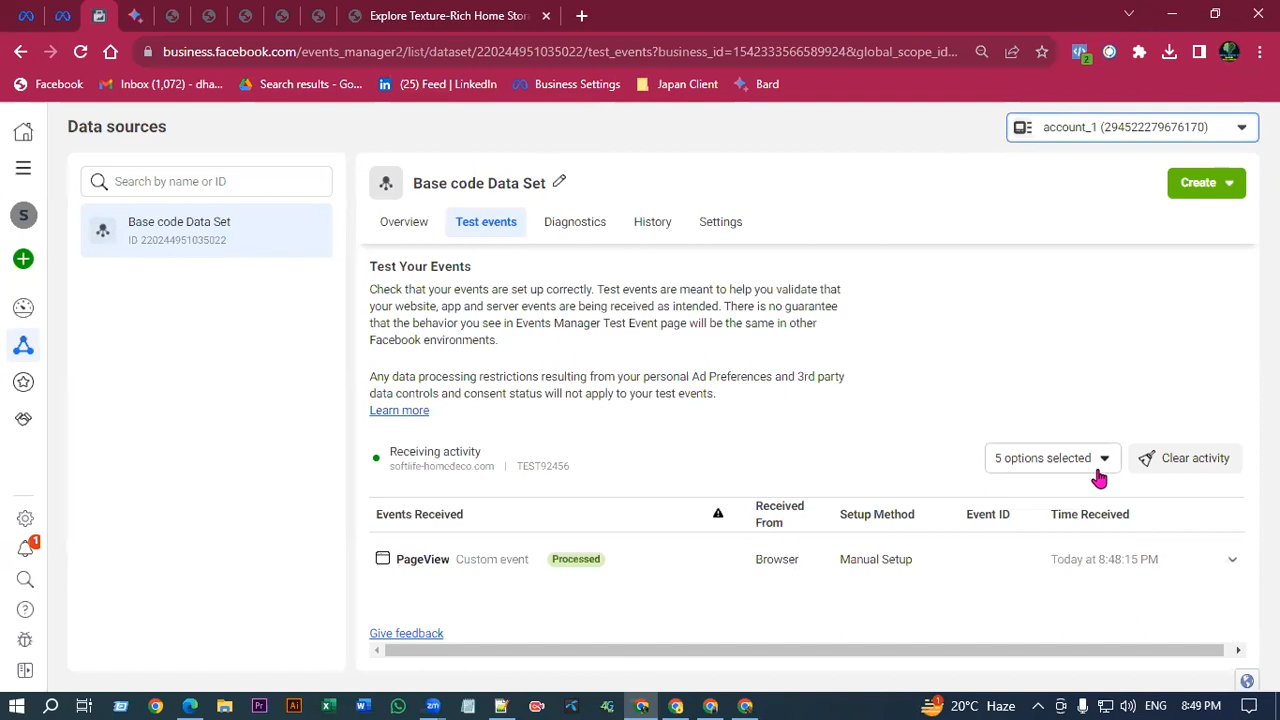 Explore Texture-Rich Home Stor
business.facebook.com/events_manager2/list/dataset/220244951035022/test_events?business_id=1542333566589924&global_scope_id...
2
Facebook
Inbox (1,072) - dha...
Search results - Goo...
(25) Feed | LinkedIn
Business Settings
Japan Client
Bard
Data sources
account_1 (294522279676170)
Search by name or ID
Base code Data Set
Create
S
Base code Data Set
ID 220244951035022
Overview
Test events
Diagnostics
History
Settings
Test Your Events
Check that your events are set up correctly. Test events are meant to help you validate that
your website, app and server events are being received as intended. There is no guarantee
that the behavior you see in Events Manager Test Event page will be the same in other
Facebook environments.
Any data processing restrictions resulting from your personal Ad Preferences and 3rd party
data controls and consent status will not apply to your test events.
Learn more
Receiving activity
softlife-homedeco.com | TEST92456
5 options selected
Clear activity
Events Received
Received
From
Setup Method
Event ID
Time Received
PageView Custom event Processed
Browser
Manual Setup
Today at 8:48:15 PM
1
Give feedback
1
20°C Haze
ENG
8:49 PM